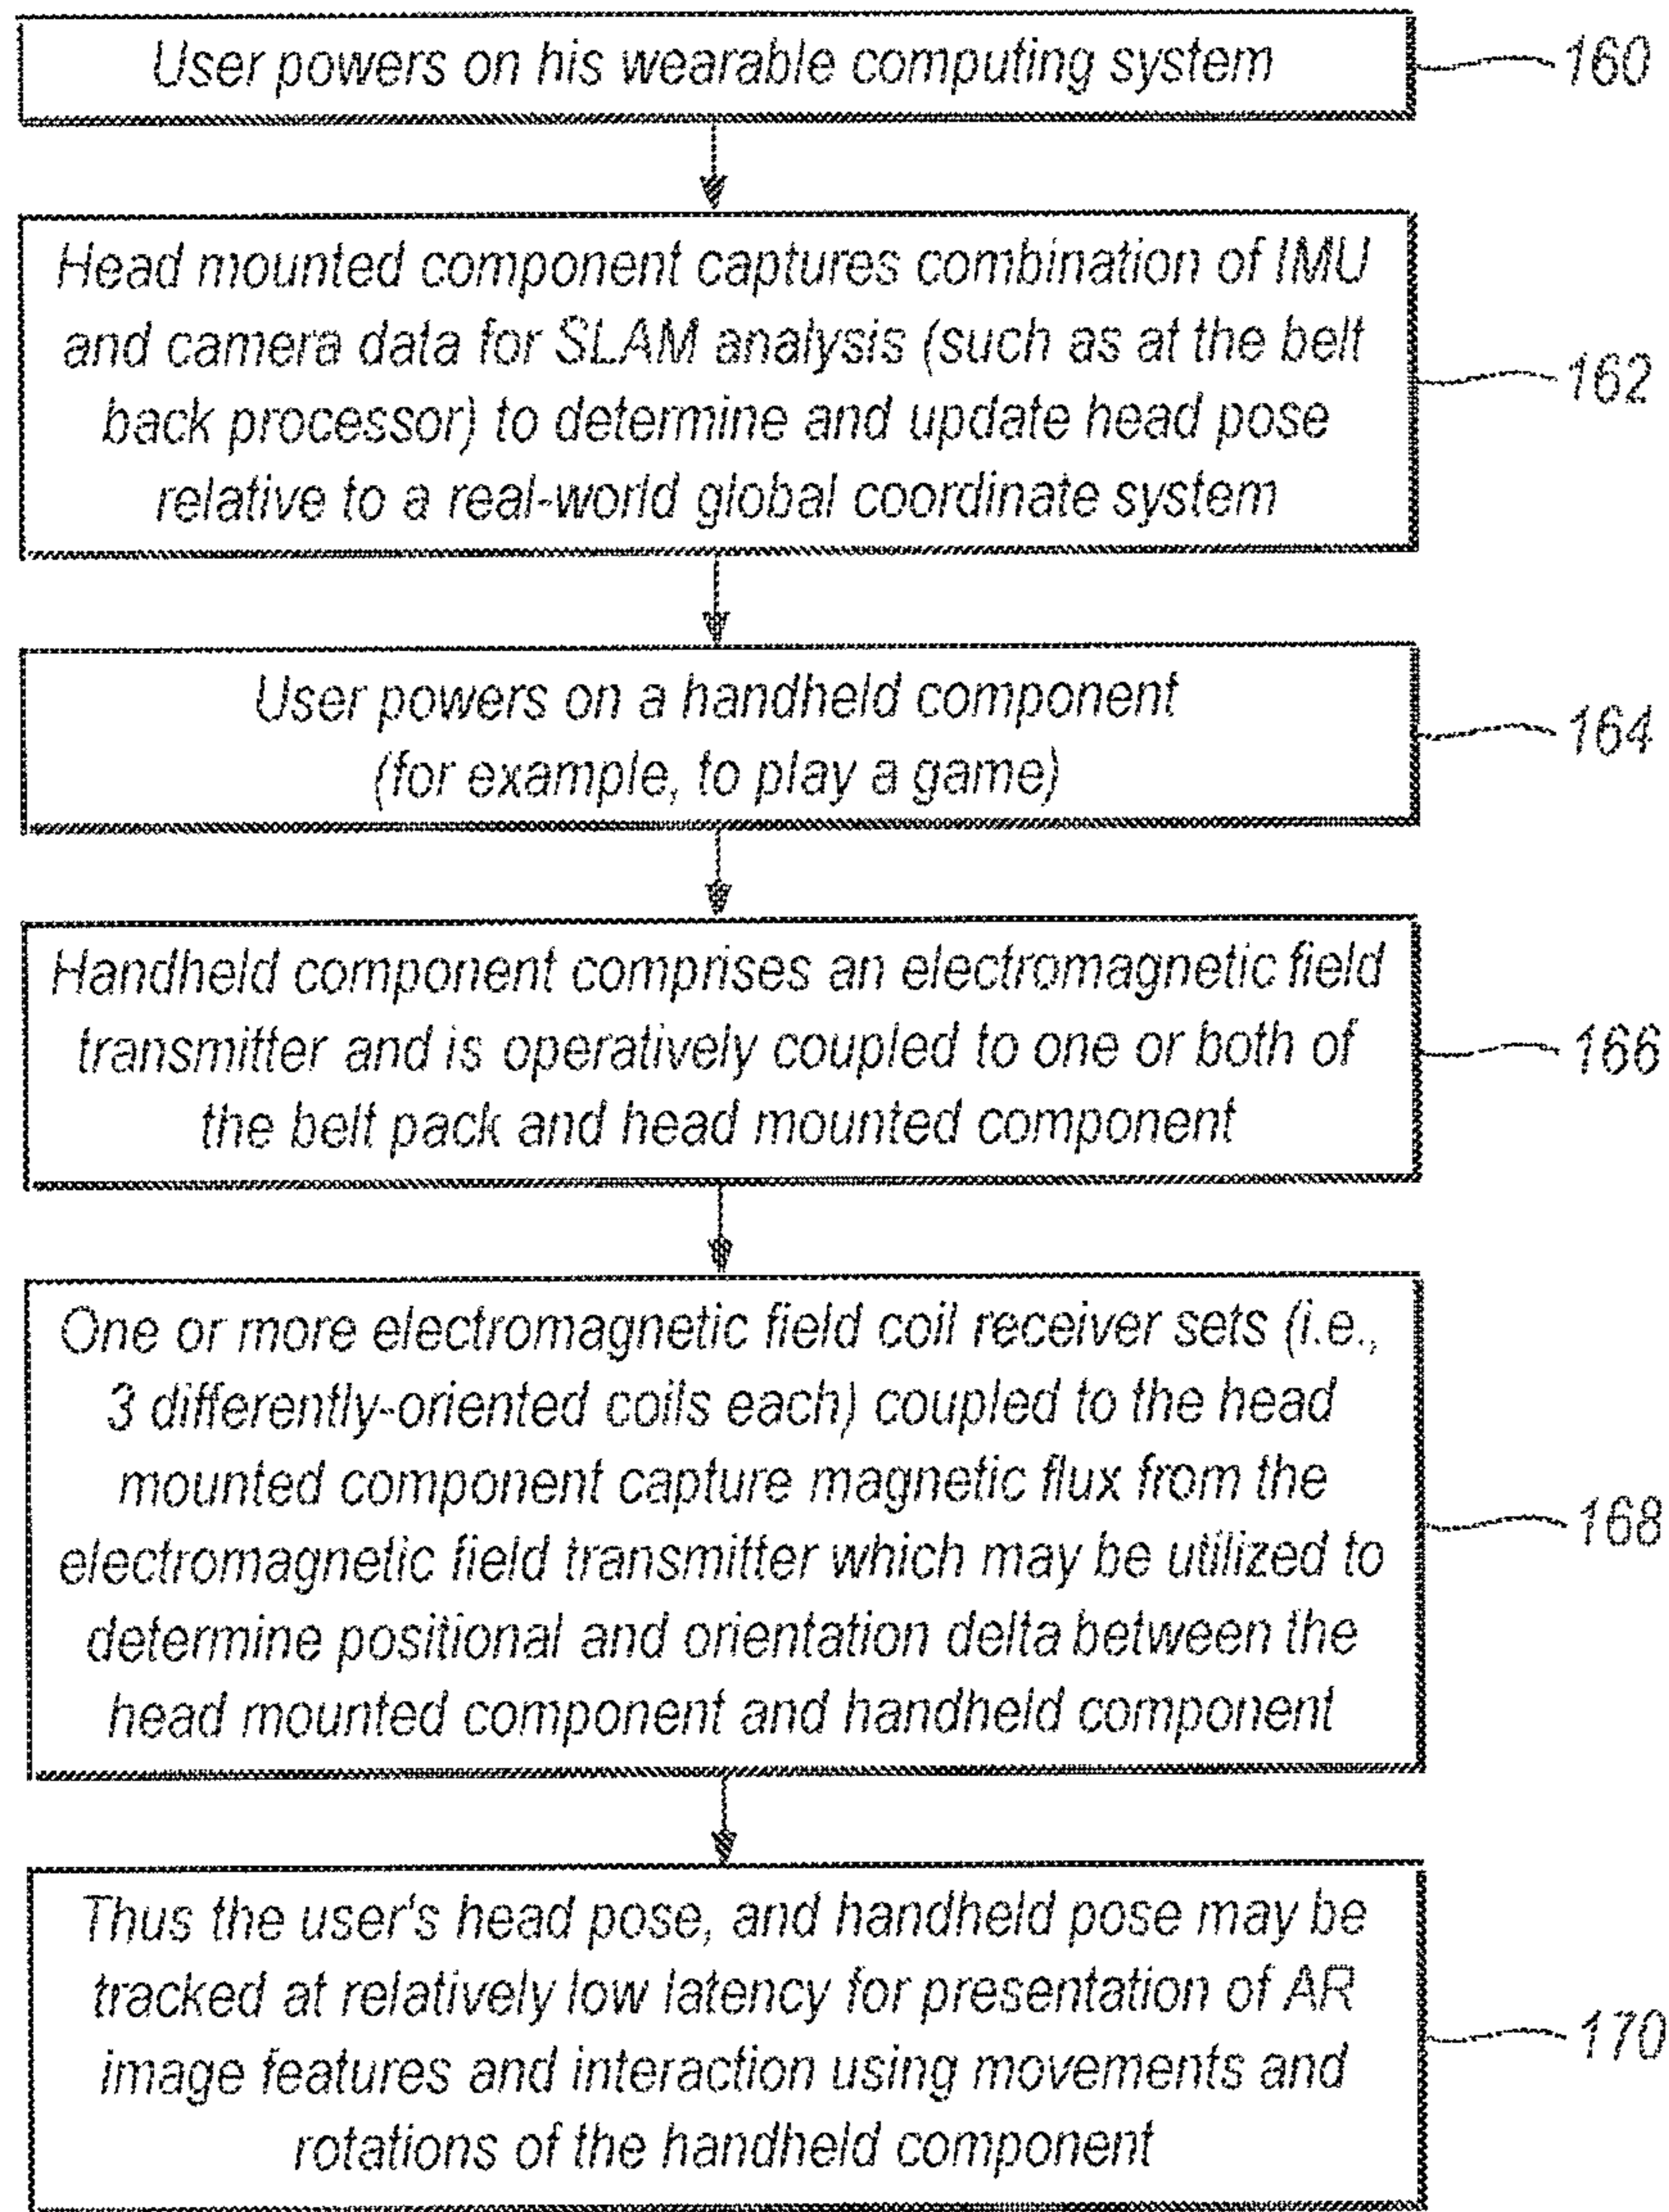 User powers on his wearable computing system
160
Head mounted component captures combination of IMU
and camera data for SLAM analysis (such as at the belt
back processor) to determine and update head pose
relative to a real-world global coordinate system
162
User powers on a handheld component
(for example, to play a game)
164
Handheld component comprises an electromagnetic field
transmitter and is operatively coupled to one or both of
the belt pack and head mounted component
166
One or more electromagnetic field coil receiver sets (i.e.,
3 differently-oriented coils each) coupled to the head
mounted component capture magnetic flux from the
electromagnetic field transmitter which may be utilized to
determine positional and orientation delta between the
head mounted component and handheld component
168
Thus the user's head pose, and handheld pose may be
tracked at relatively low latency for presentation of AR
image features and interaction using movements and
rotations of the handheld component
170